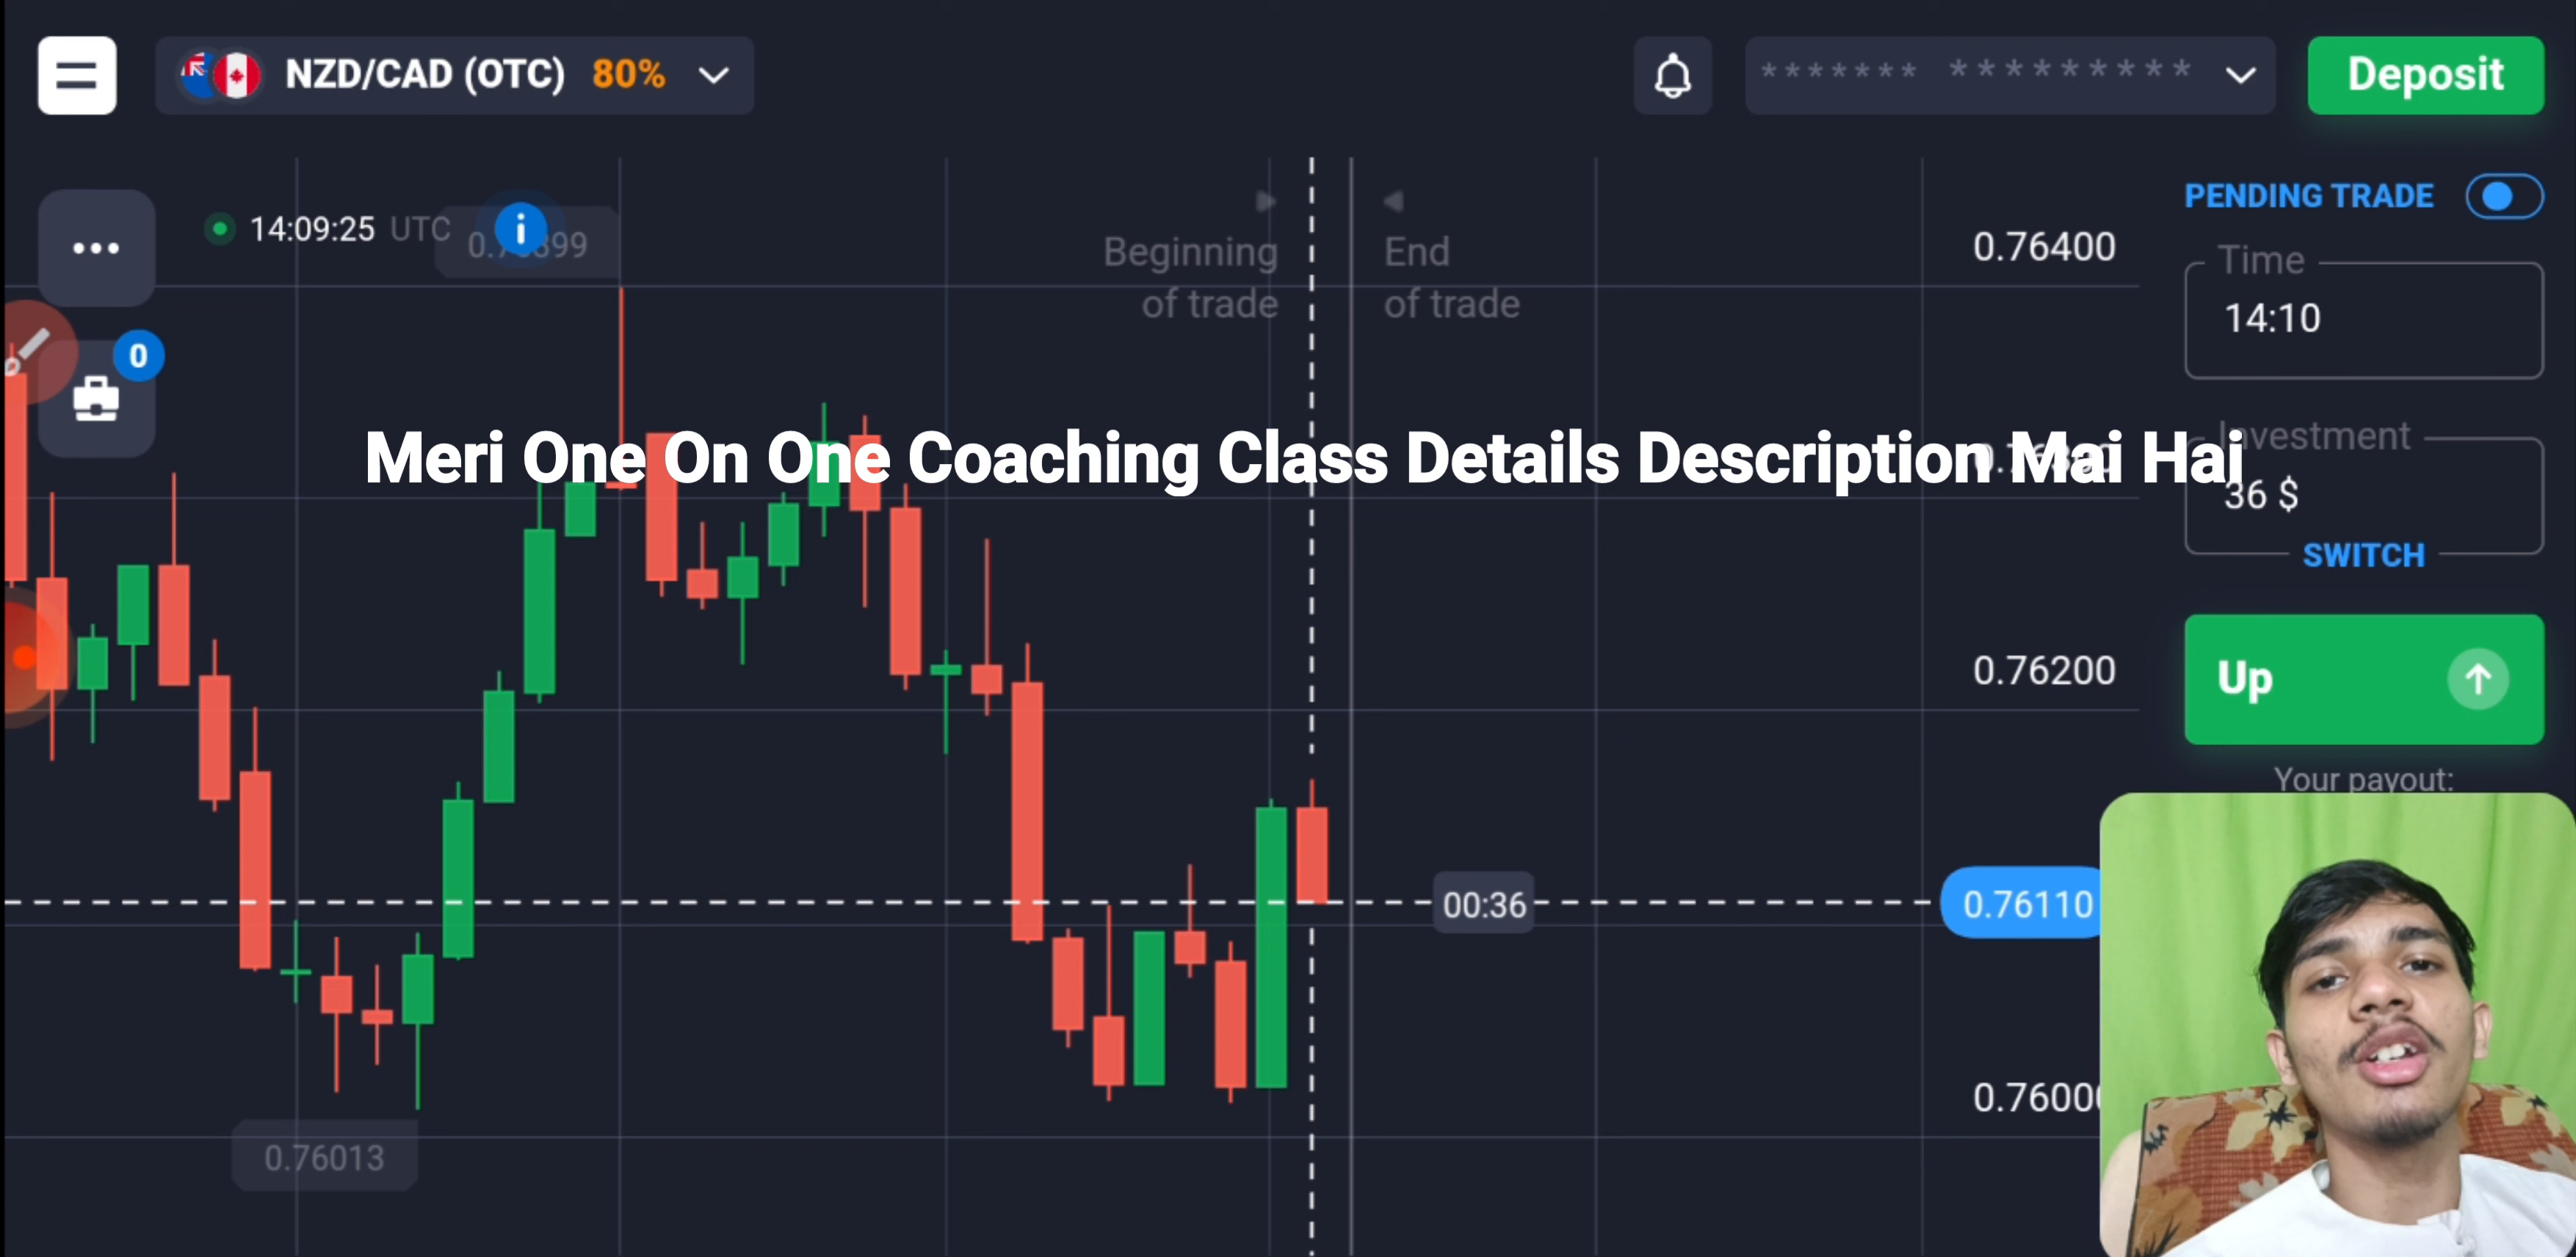 NZD/CAD (OTC) 80%
******* *********
Deposit
14:09:25 UTC
Beginning
of trade
End
of trade
0.76400
PENDING TRADE
Time
14:10
0
Meri One On One Coaching Class Details Description Mai Hai
Investment
36 $
SWITCH
0.76200
Up
Your payout:
00:36
0.76110
0.76013